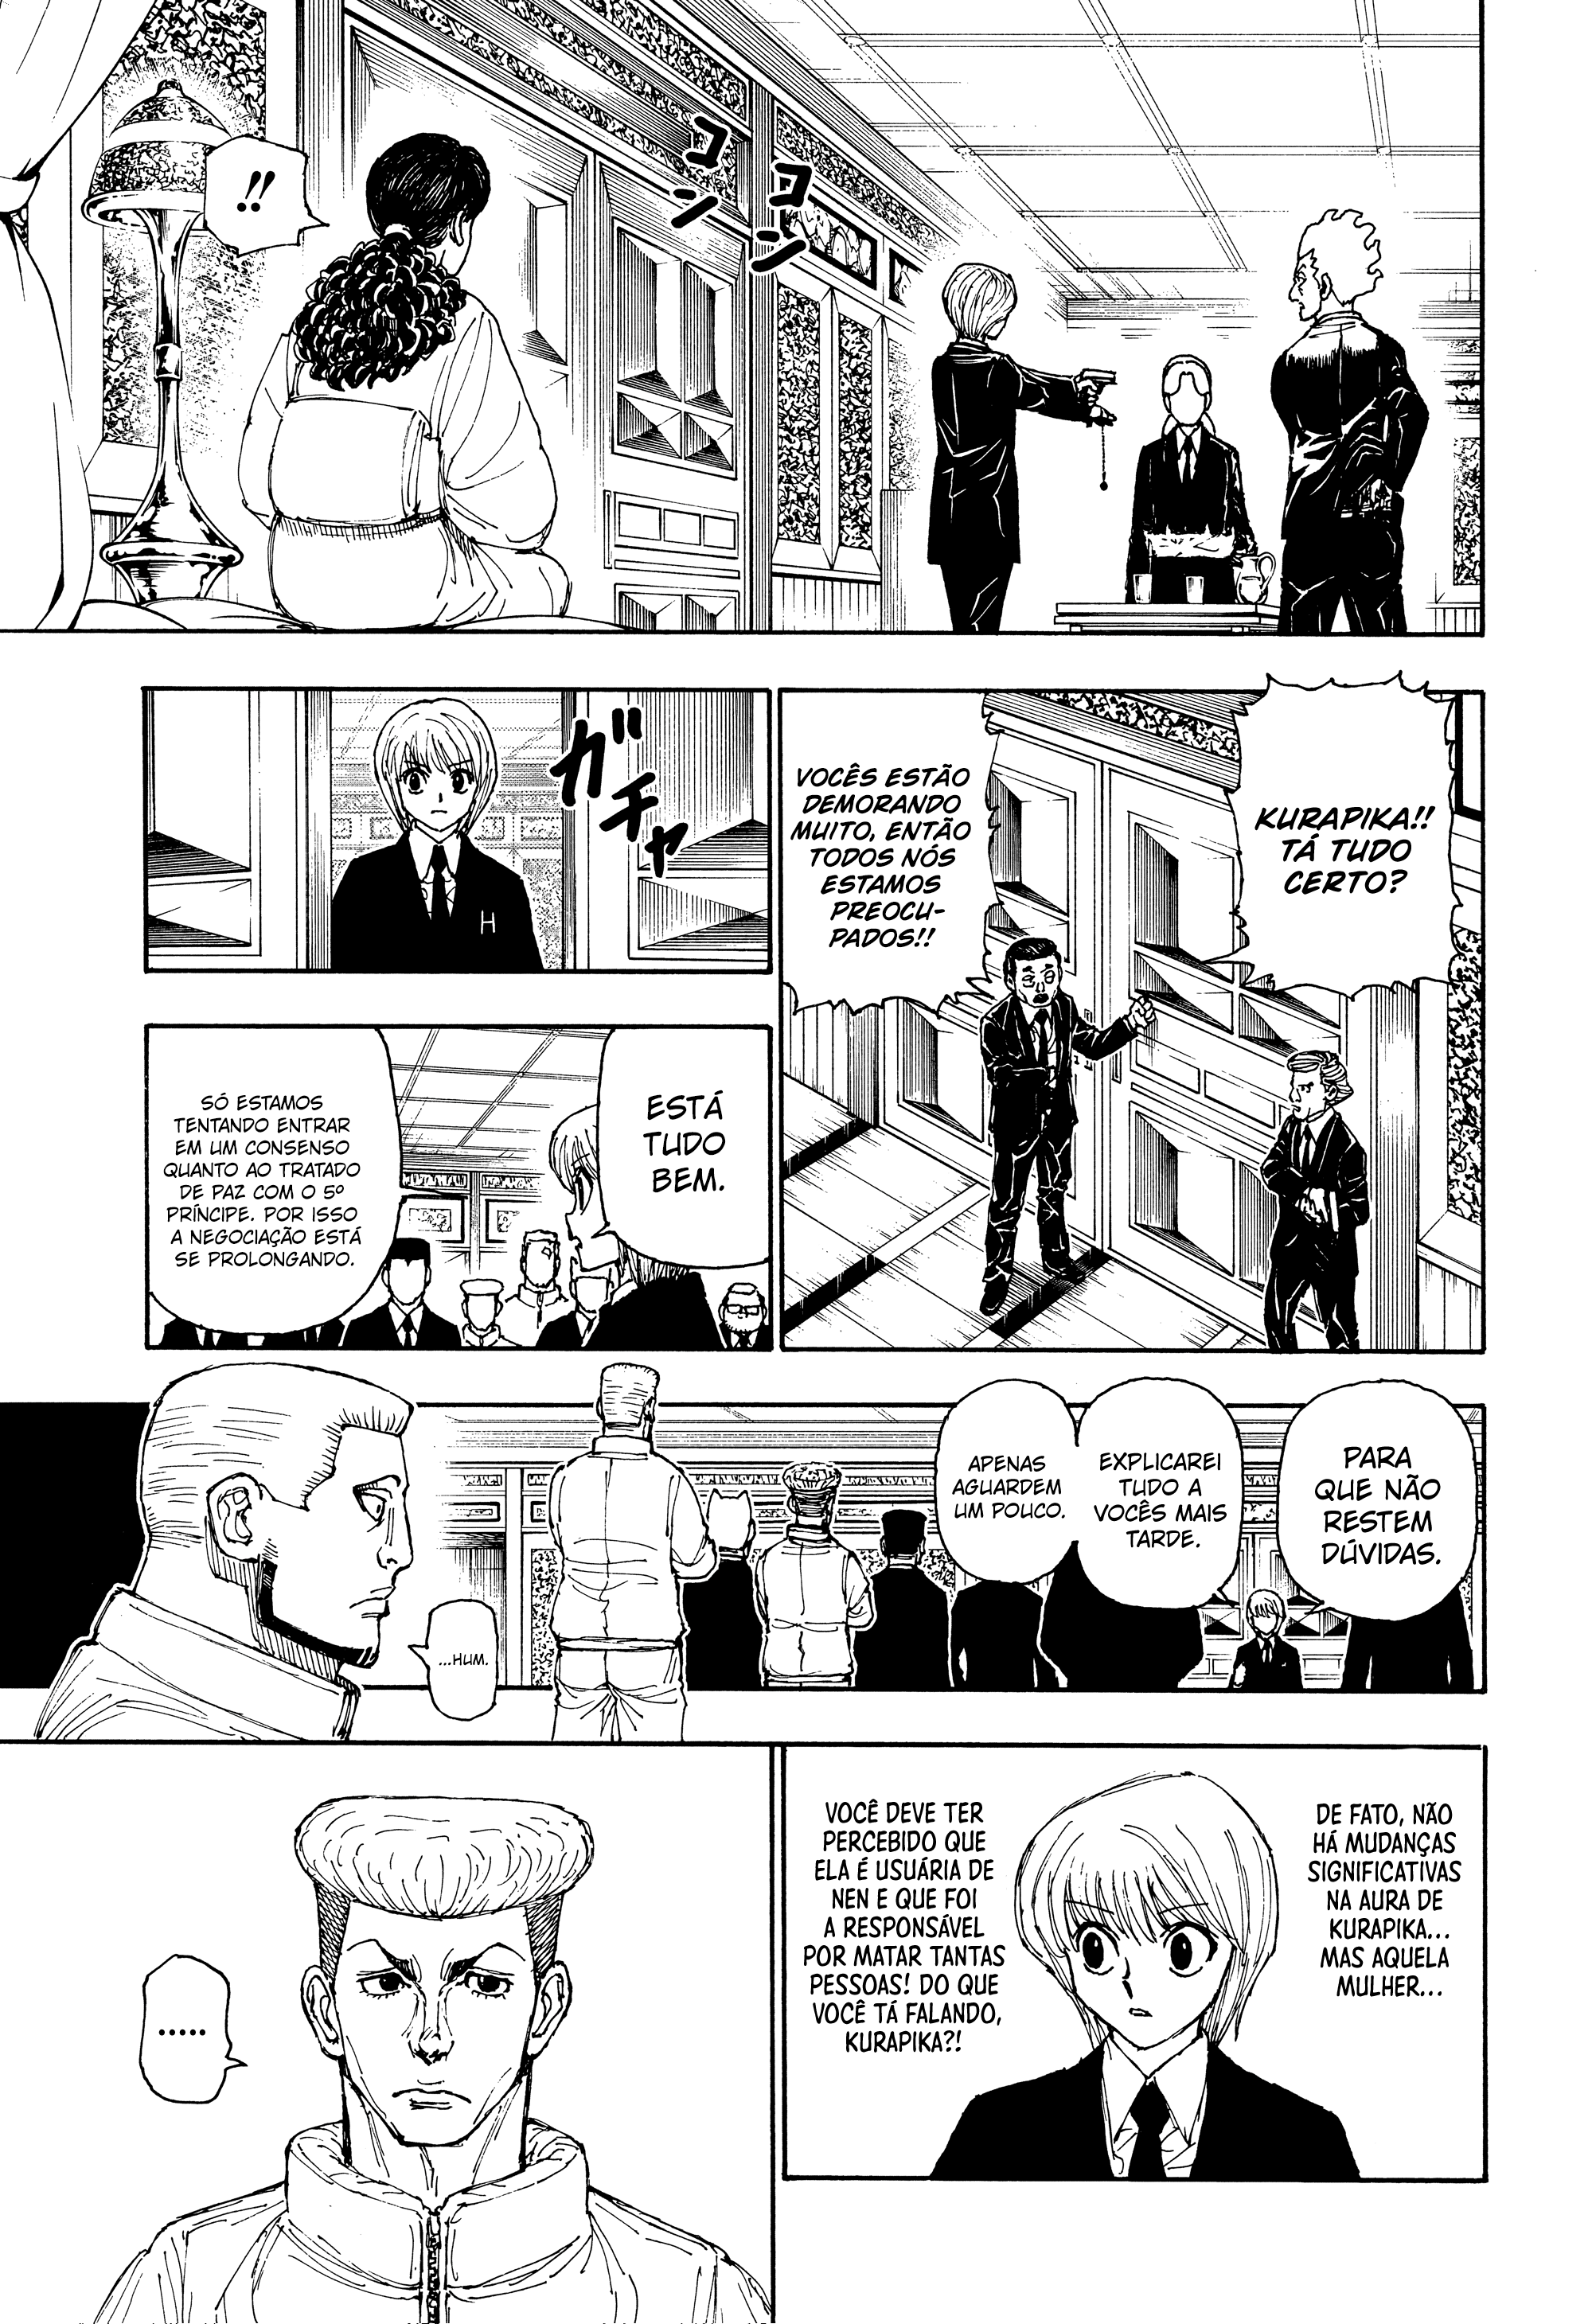 コンコン
!!
KURAPIKA!!
TÁ TUDO
CERTO?
VOCÊS ESTÃO
DEMORANDO
MUITO, ENTÃO
TODOS NÓS
ESTAMOS
PREOCU-
PADOS!!
ガチャ
H
ESTÁ
TUDO
BEM.
SÓ ESTAMOS
TENTANDO ENTRAR
EM UM CONSENSO
QUANTO AO TRATADO
DE PAZ COM O 5º
PRÍNCIPE. POR ISSO
A NEGOCIAÇÃO ESTÁ
SE PROLONGANDO.
PARA
QUE NÃO
RESTEM
DÚVIDAS.
EXPLICAREI
TUDO A
VOCÊS MAIS
TARDE.
APENAS
AGUARDEM
UM POUCO.
...HUM.
DE FATO, NÃO
HÁ MUDANÇAS
SIGNIFICATIVAS
NA AURA DE
KURAPIKA...
MAS AQUELA
MULHER...
VOCÊ DEVE TER
PERCEBIDO QUE
ELA É USUÁRIA DE
NEN E QUE FOI
A RESPONSÁVEL
POR MATAR TANTAS
PESSOAS! DO QUE
VOCÊ TÁ FALANDO,
KURAPIKA?!
.....